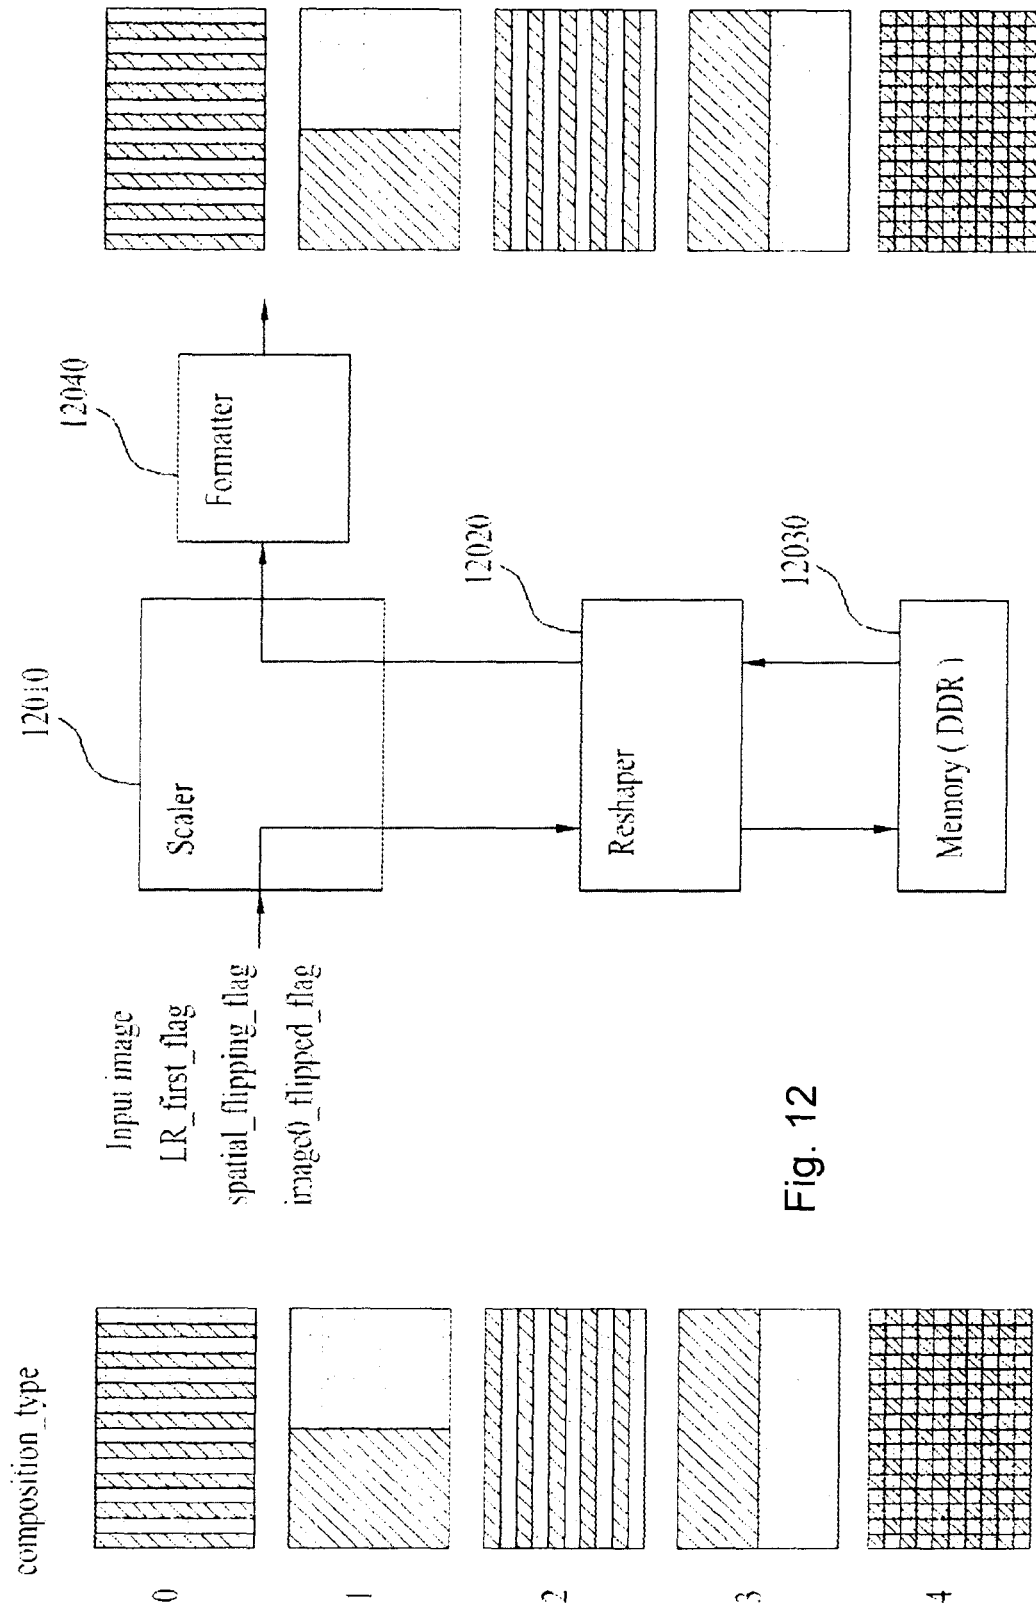 composition_type
0
1
2
3
4
Input image
LR_first_flag
spatial_flipping_flag
image0_flipped_flag
12010
Scaler
12020
Reshaper
12030
Memory ( DDR )
12040
Formatter
Fig. 12